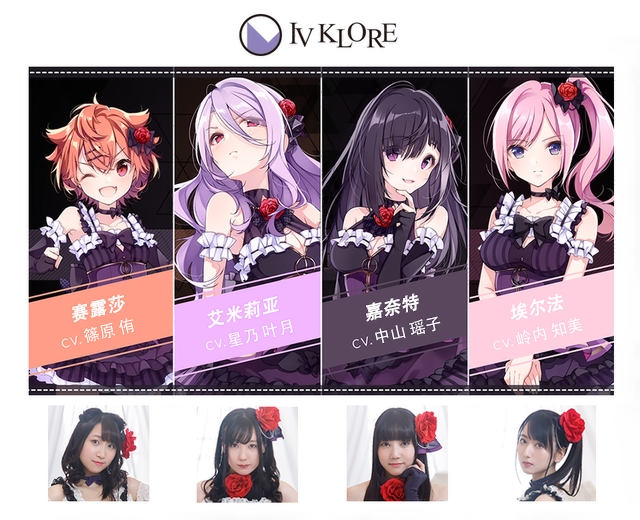 IV KLORE
赛露莎
CV.篠原 侑
艾米莉亚
CV.星乃 叶月
嘉奈特
CV.中山 瑶子
埃尔法
CV.岭内 知美